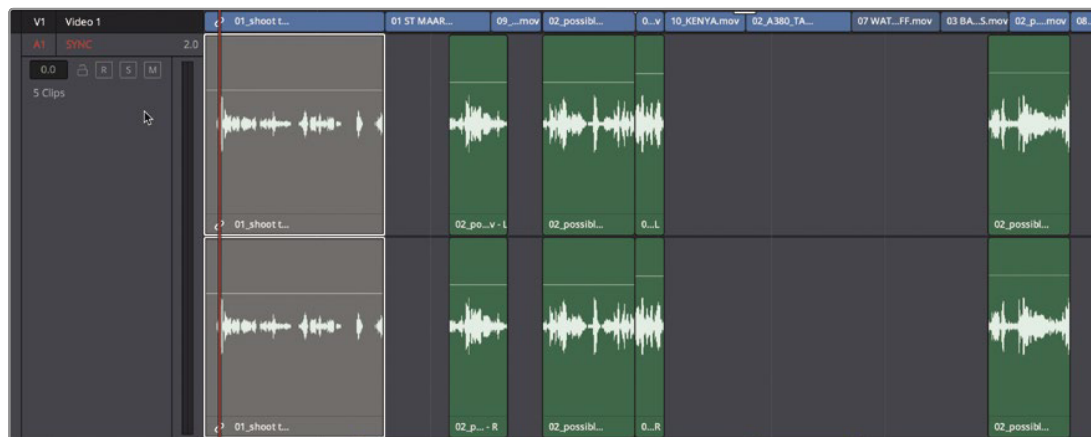 V1 Video 1 01_shoot t... 01 ST MAAR... 09_...mov 02_possibl... 0...v 10_KENYA.mov 02_A380_TA... 07 WAT...FF.mov 03 BA...S.mov 02_p....mov 08
A1 SYNC 2.0
0.0 R S M
5 Clips
01_shoot t... 02_po...v - L 02_possibl... 0...L 02_possibl...
01_shoot t... 02_p... - R 02_possibl... 0...R 02_possibl...